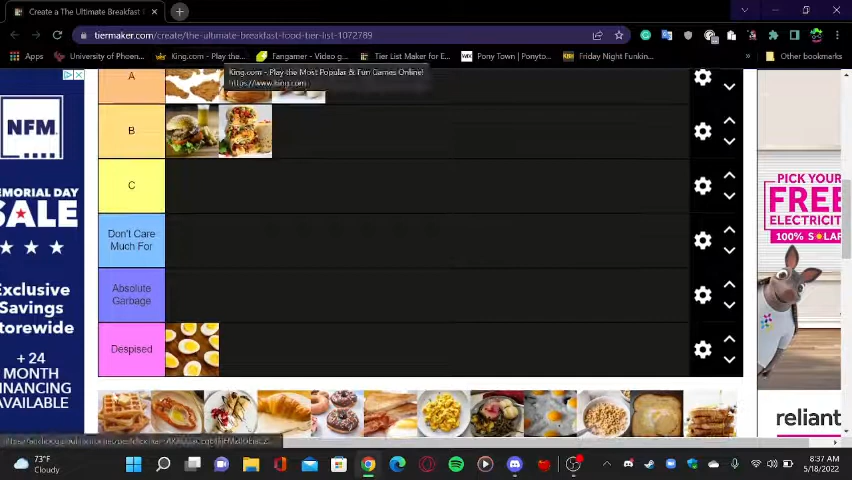 Create a The Ultimate Breakfast
tiermaker.com/create/the-ultimate-breakfast-food-tier-list-1072789
Apps
University of Phoen...
King.com - Play the...
Fangamer - Video g...
Tier List Maker for E...
Pony Town | Ponyto...
Friday Night Funkin...
Other bookmarks
King.com - Play the Most Popular & Fun Games Online!
https://www.king.com
A
B
C
Don't Care
Much For
Absolute
Garbage
Despised
NFM
EMORIAL DAY
SALE
Exclusive
Savings
torewide
+ 24
MONTH
INANCING
VAILABLE
PICK YOUR
FREE
ELECTRICITY
100% SOLAR
reliant
73°F
Cloudy
8:37 AM
5/18/2022